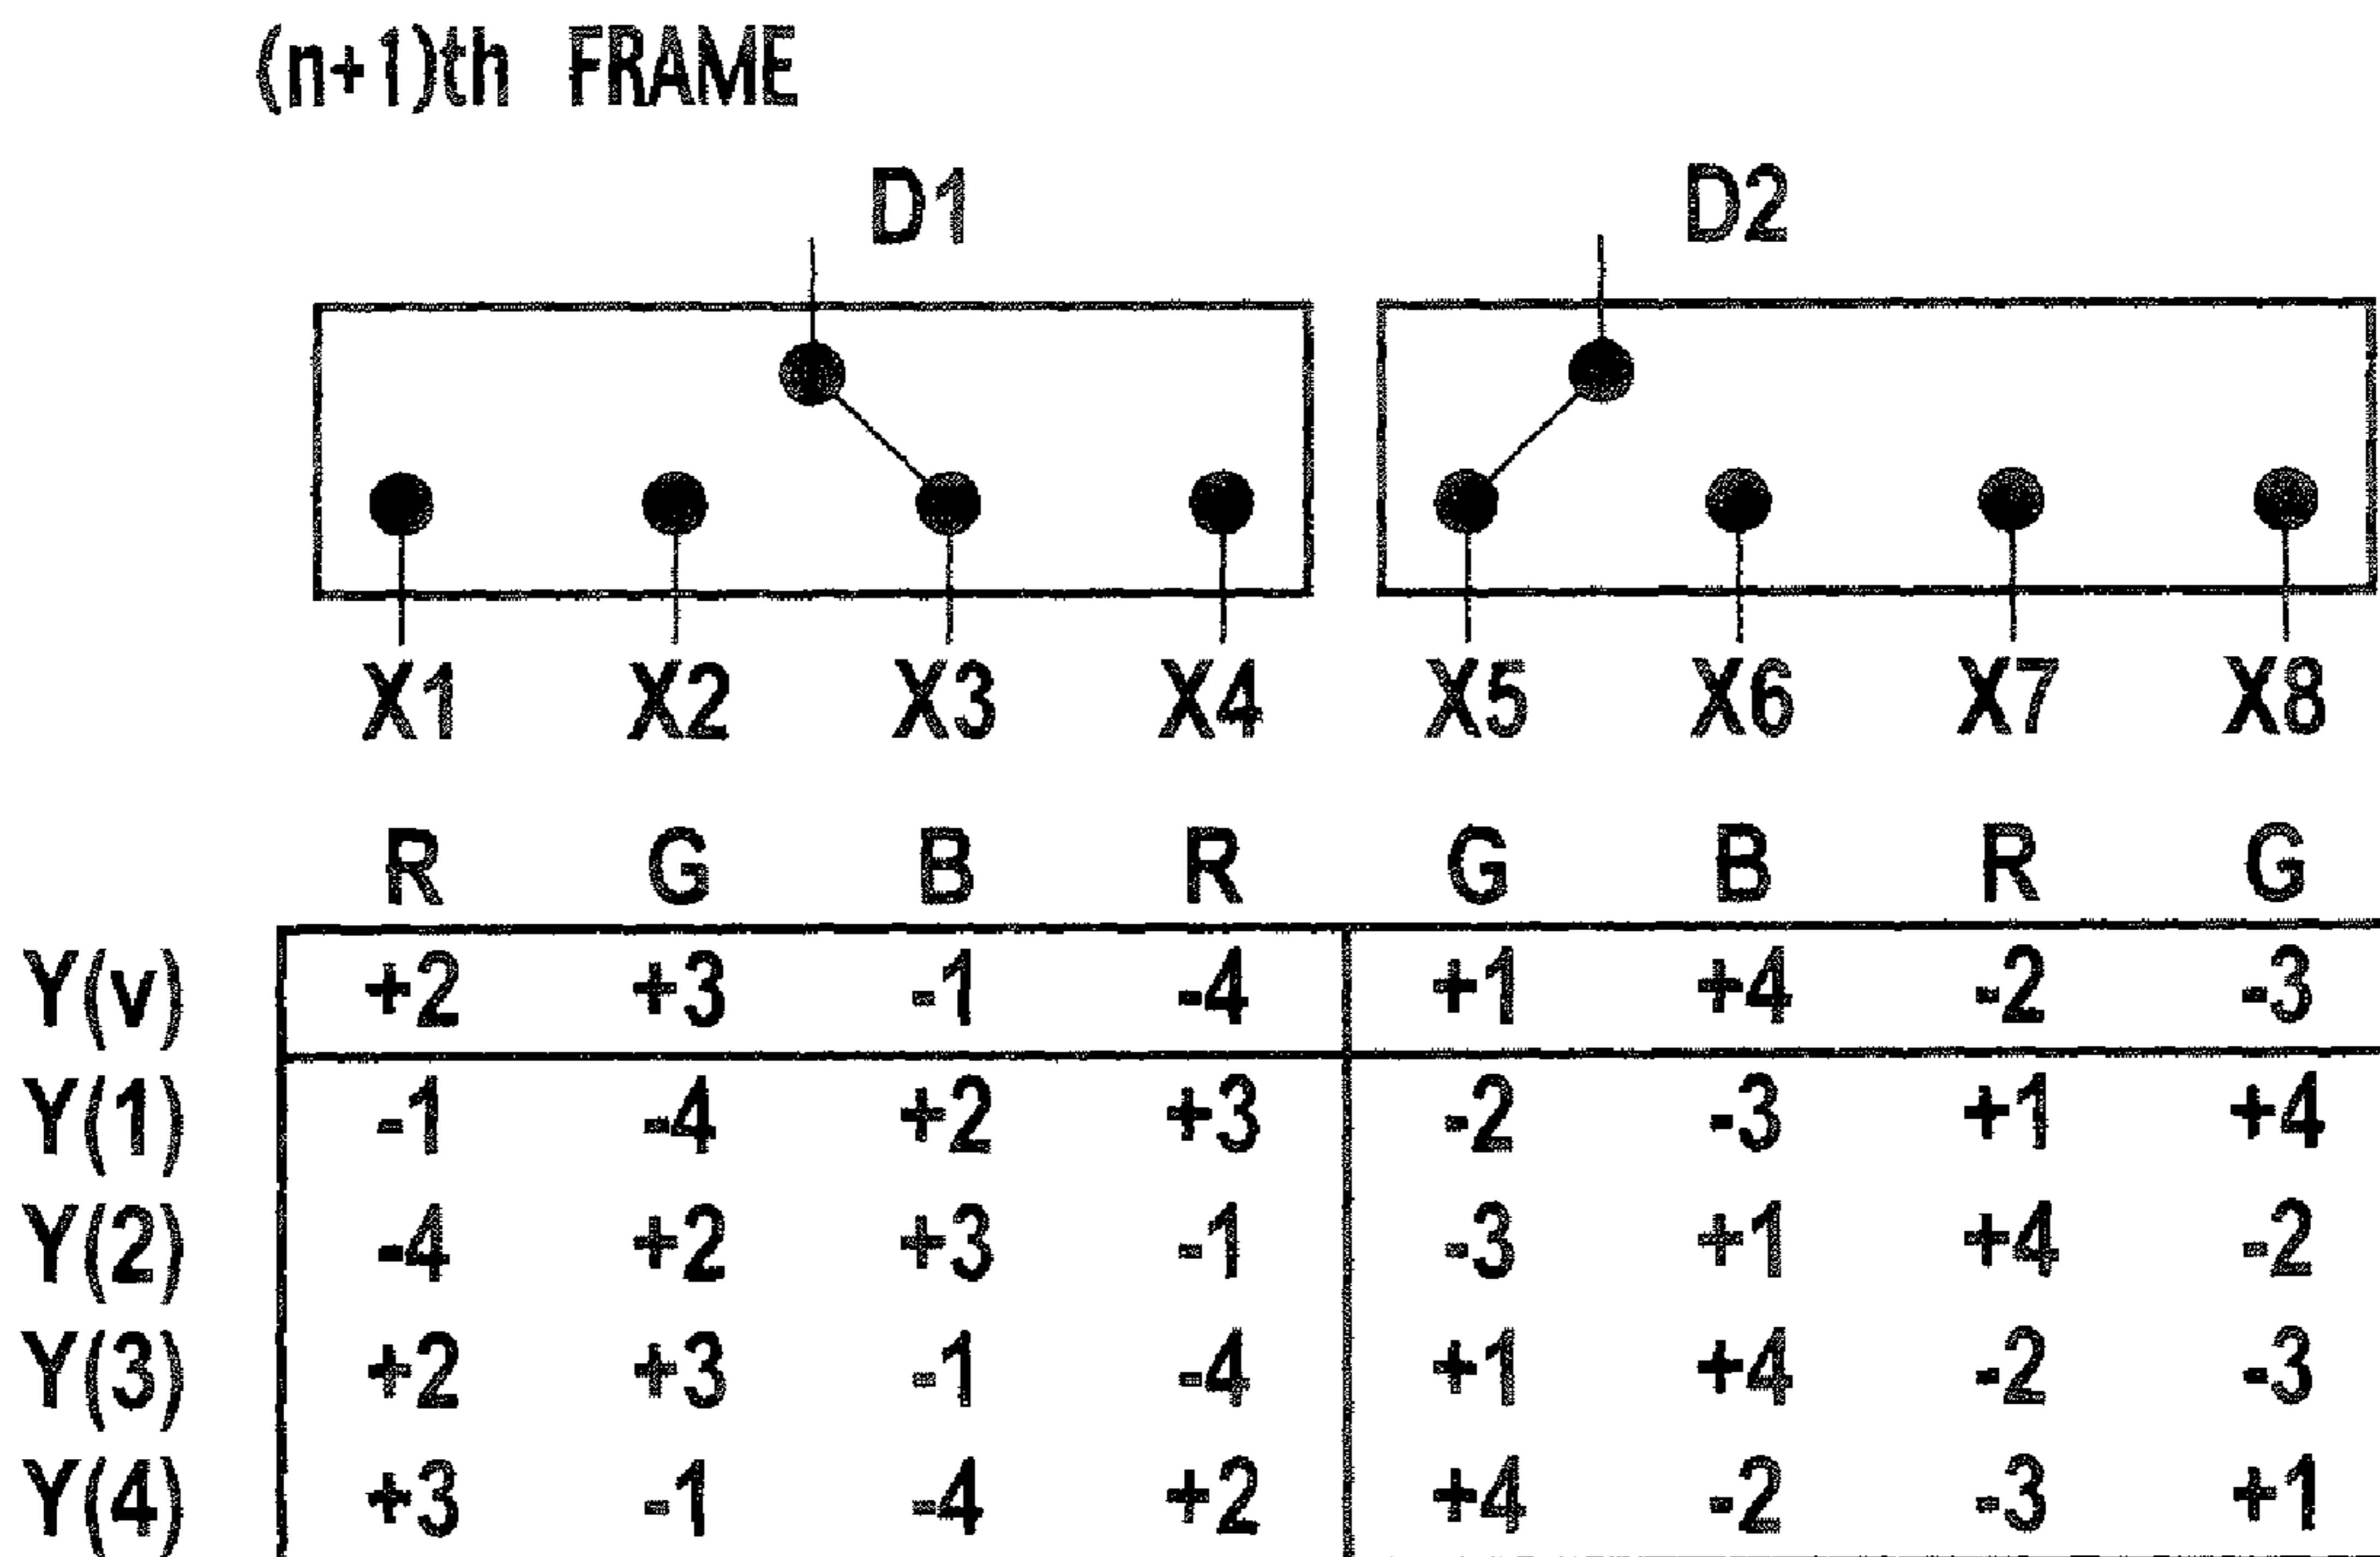 (n+1)th FRAME
D1 D2
X1 X2 X3 X4 X5 X6 X7 X8
R G B R G B R G
Y(v) +2 +3 -1 -4 +1 +4 -2 -3
Y(1) -1 -4 +2 +3 -2 -3 +1 +4
Y(2) -4 +2 +3 -1 -3 +1 +4 -2
Y(3) +2 +3 -1 -4 +1 +4 -2 -3
Y(4) +3 -1 -4 +2 +4 -2 -3 +1